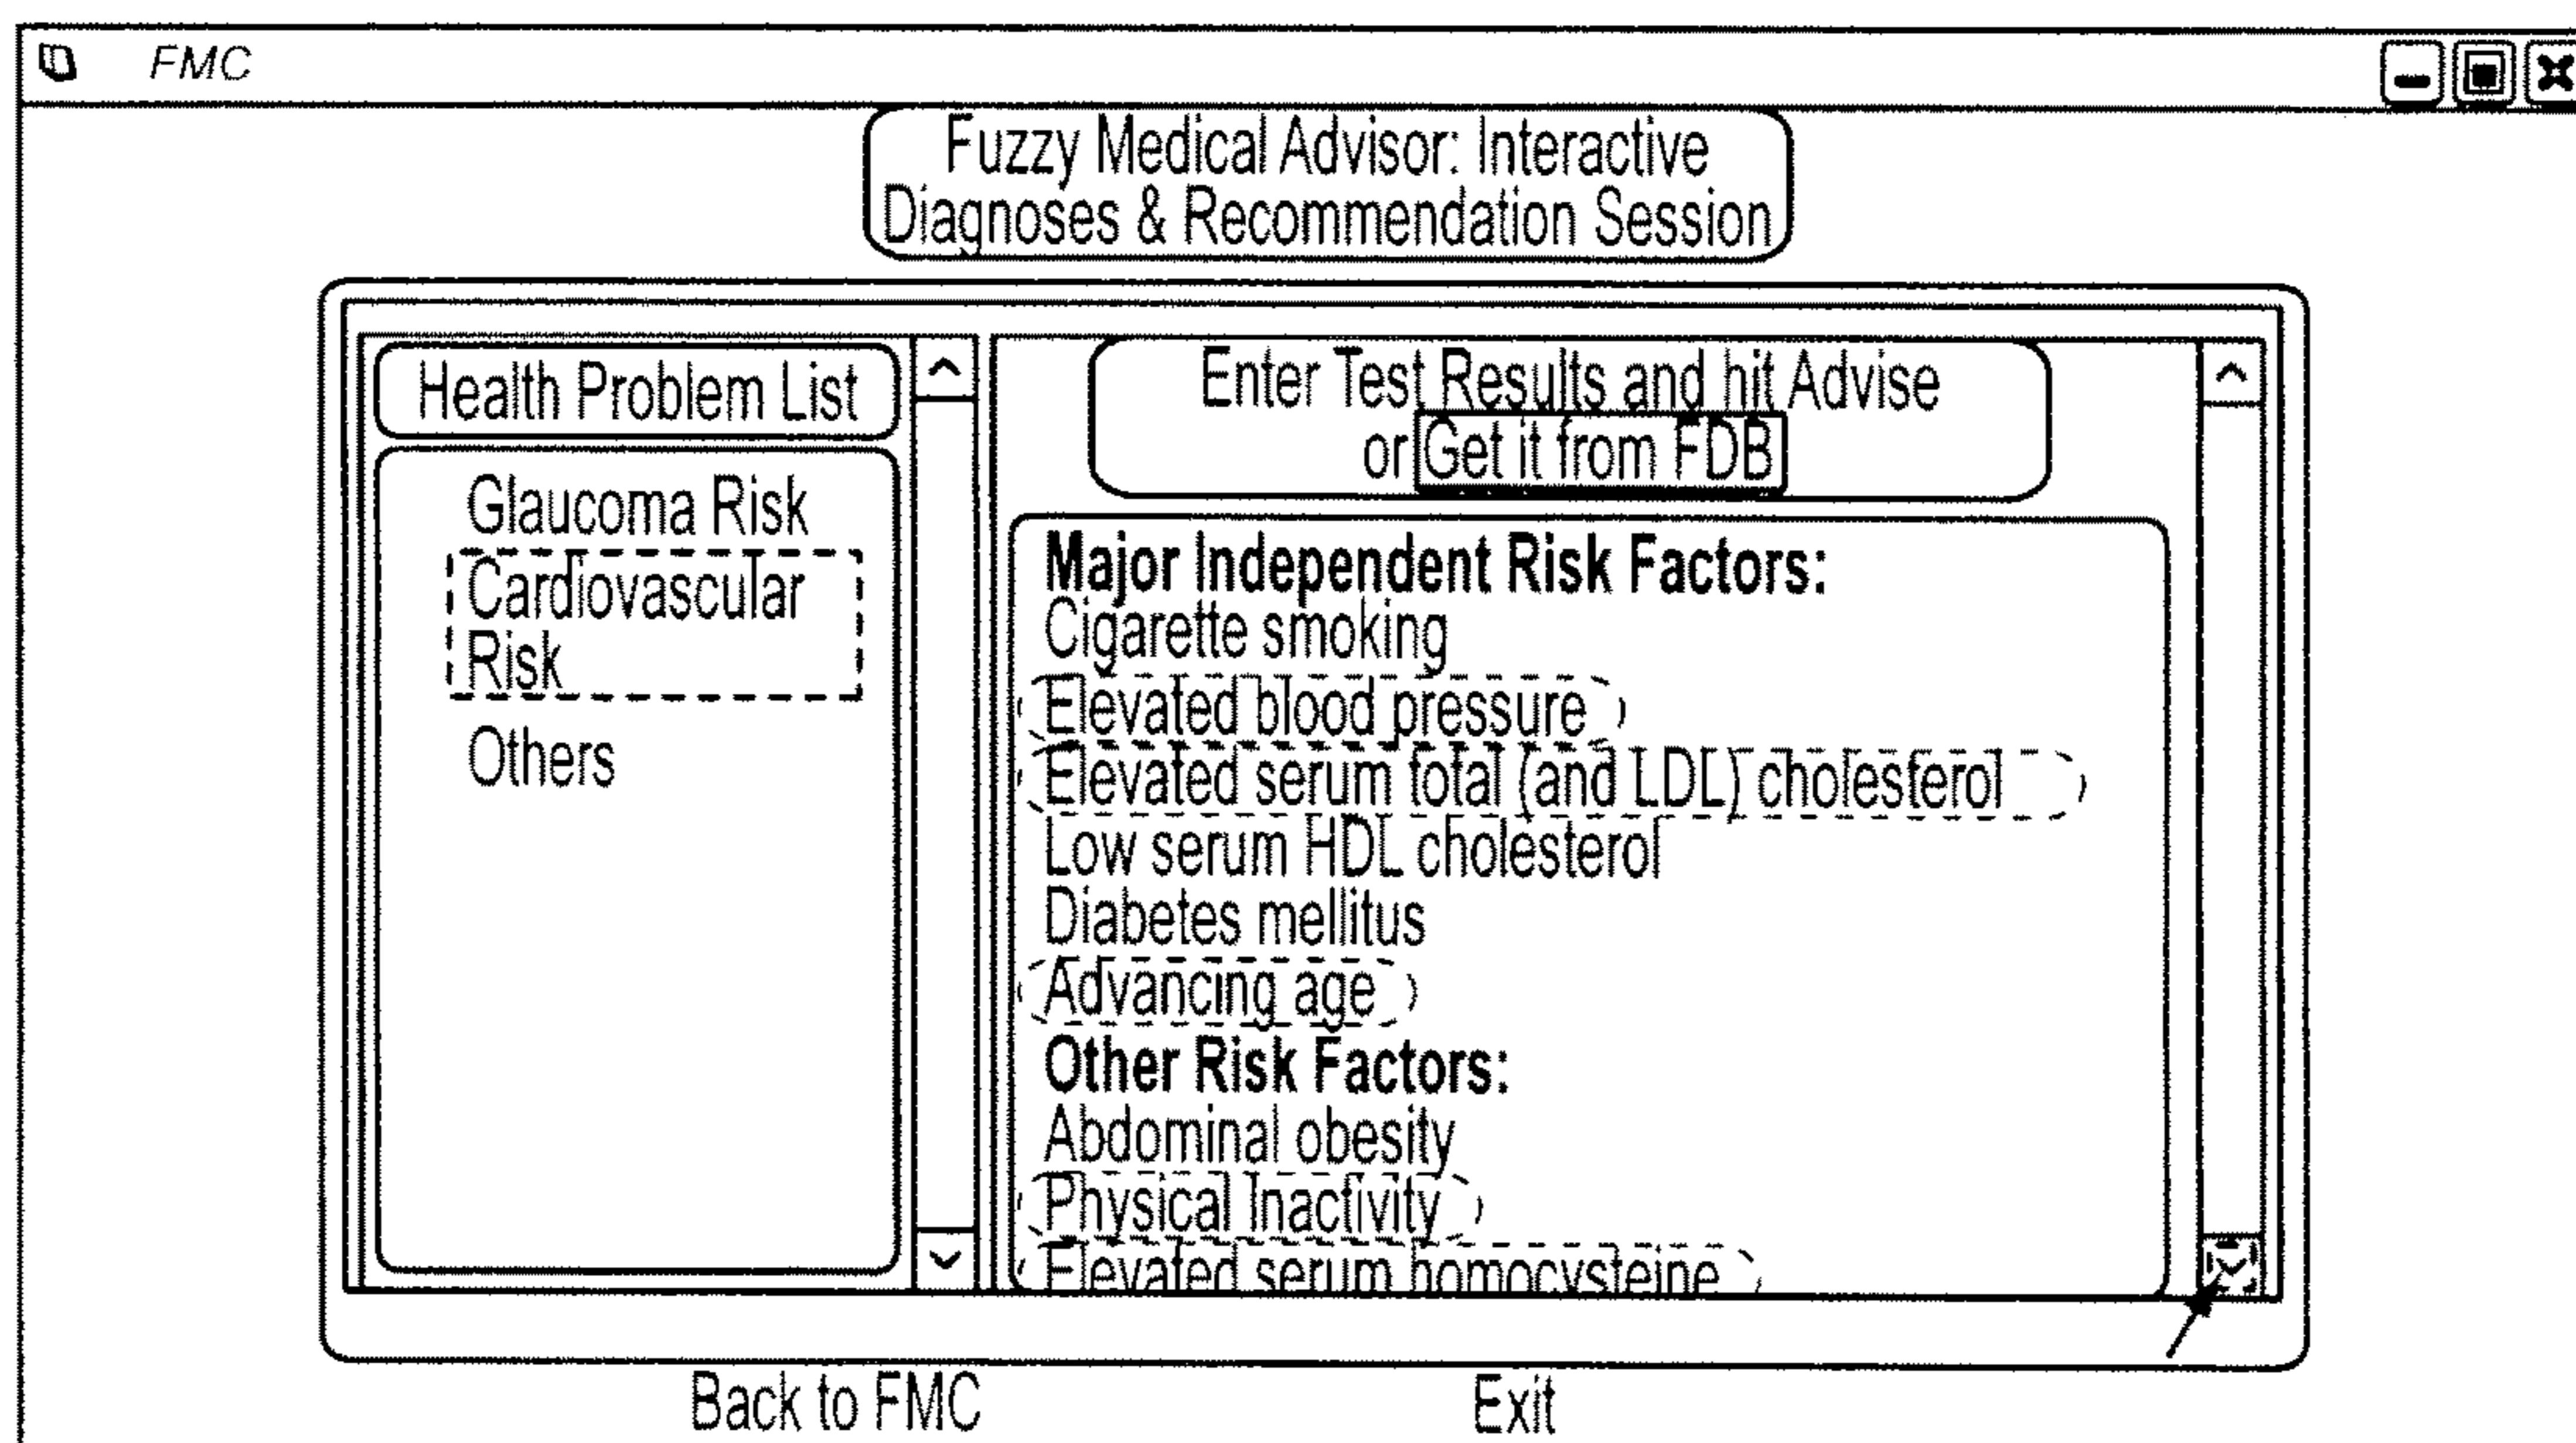 FMC
Fuzzy Medical Advisor: Interactive
Diagnoses & Recommendation Session
Health Problem List
Glaucoma Risk
Cardiovascular
Risk
Others
Enter Test Results and hit Advise
or Get it from FDB
Major Independent Risk Factors:
Cigarette smoking
Elevated blood pressure
Elevated serum total (and LDL) cholesterol
Low serum HDL cholesterol
Diabetes mellitus
Advancing age
Other Risk Factors:
Abdominal obesity
Physical Inactivity
Elevated serum homocysteine
Back to FMC
Exit